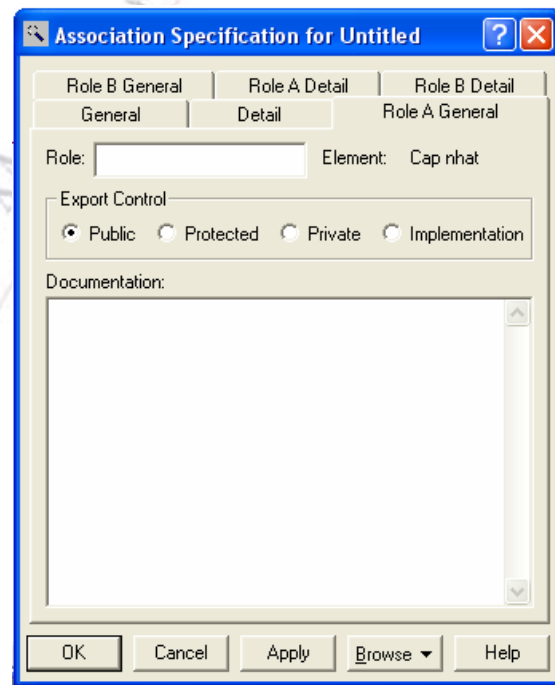 Association Specification for Untitled
Role B General Role A Detail Role B Detail
General Detail Role A General
Role: Element: Cap nhat
Export Control
Public Protected Private Implementation
Documentation:
OK Cancel Apply Browse Help